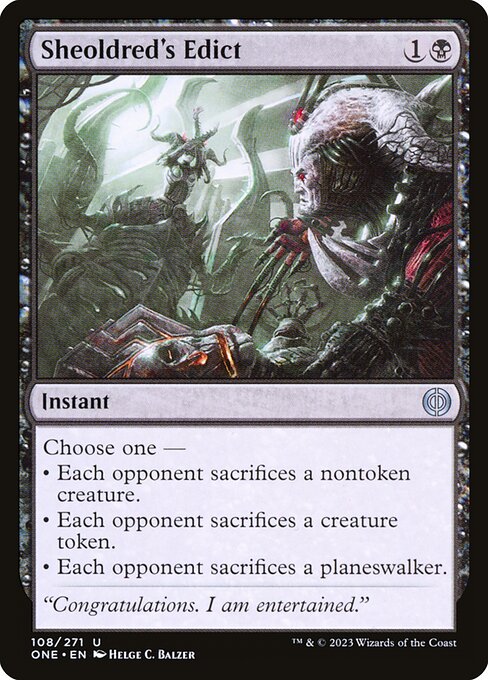 Sheoldred's Edict 1
Instant
Choose one —
• Each opponent sacrifices a nontoken
creature.
• Each opponent sacrifices a creature
token.
• Each opponent sacrifices a planeswalker.
“Congratulations. I am entertained.”
108/271 U
ONE • EN Helge C. Balzer
™ & © 2023 Wizards of the Coast